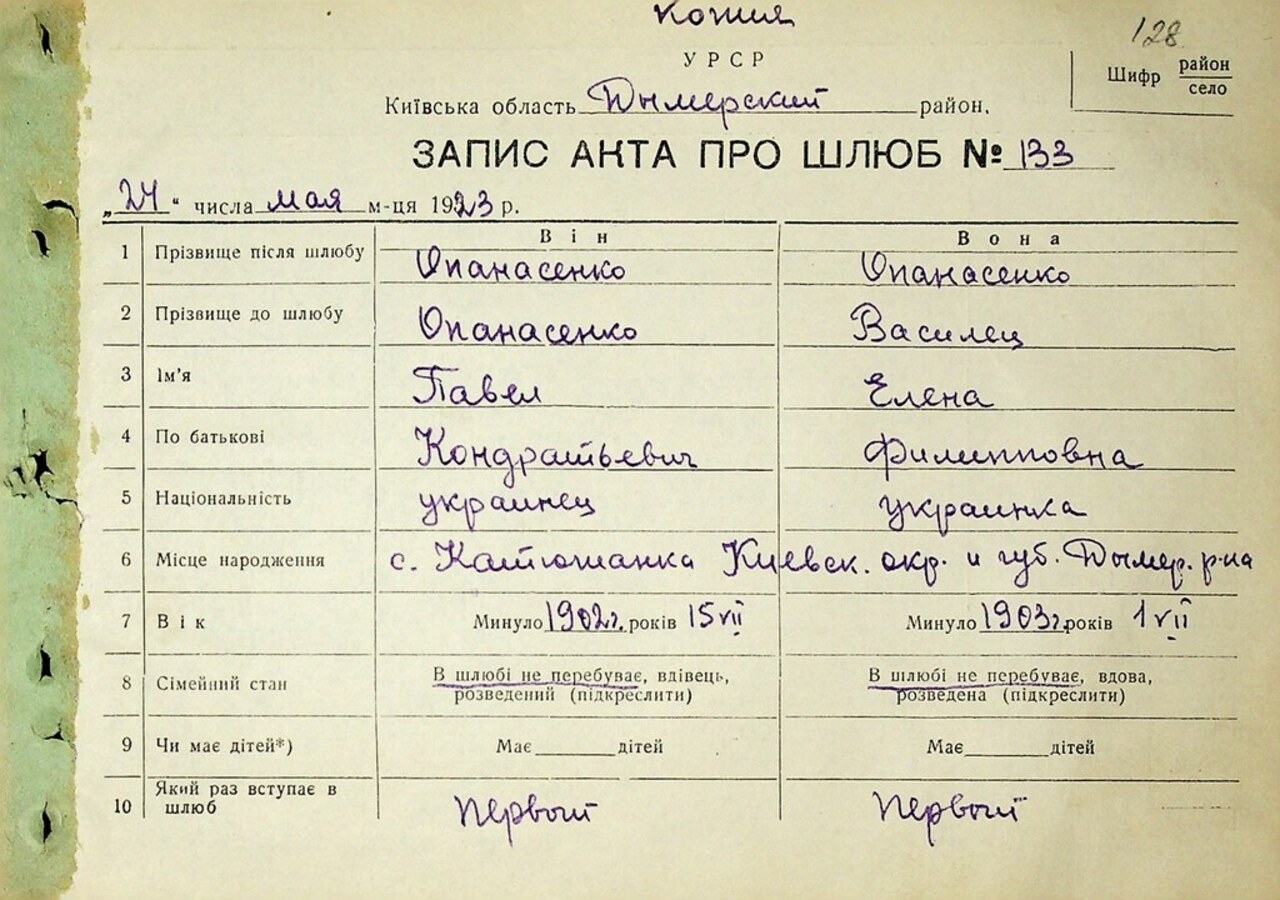 Копия
128
УРСР
Шифр район село
Київська область Дымерский район.
ЗАПИС АКТА ПРО ШЛЮБ № 133
„24“ числа мая м-ця 1923 р.
Він Вона
1 Прізвище після шлюбу Опанасенко Опанасенко
2 Прізвище до шлюбу Опанасенко Василец
3 Ім’я Павел Елена
4 По батькові Кондратьевич Филипповна
5 Національність украинец украинка
6 Місце народження с. Катюжанка Киевск. окр. и губ. Дымер. р-на
7 Вік Минуло 1902г. років 15 VII Минуло 1903г. років 1 VII
8 Сімейний стан В шлюбі не перебуває, вдівець, розведений (підкреслити) В шлюбі не перебуває, вдова, розведена (підкреслити)
9 Чи має дітей*) Має дітей Має дітей
10 Який раз вступає в шлюб первый первый